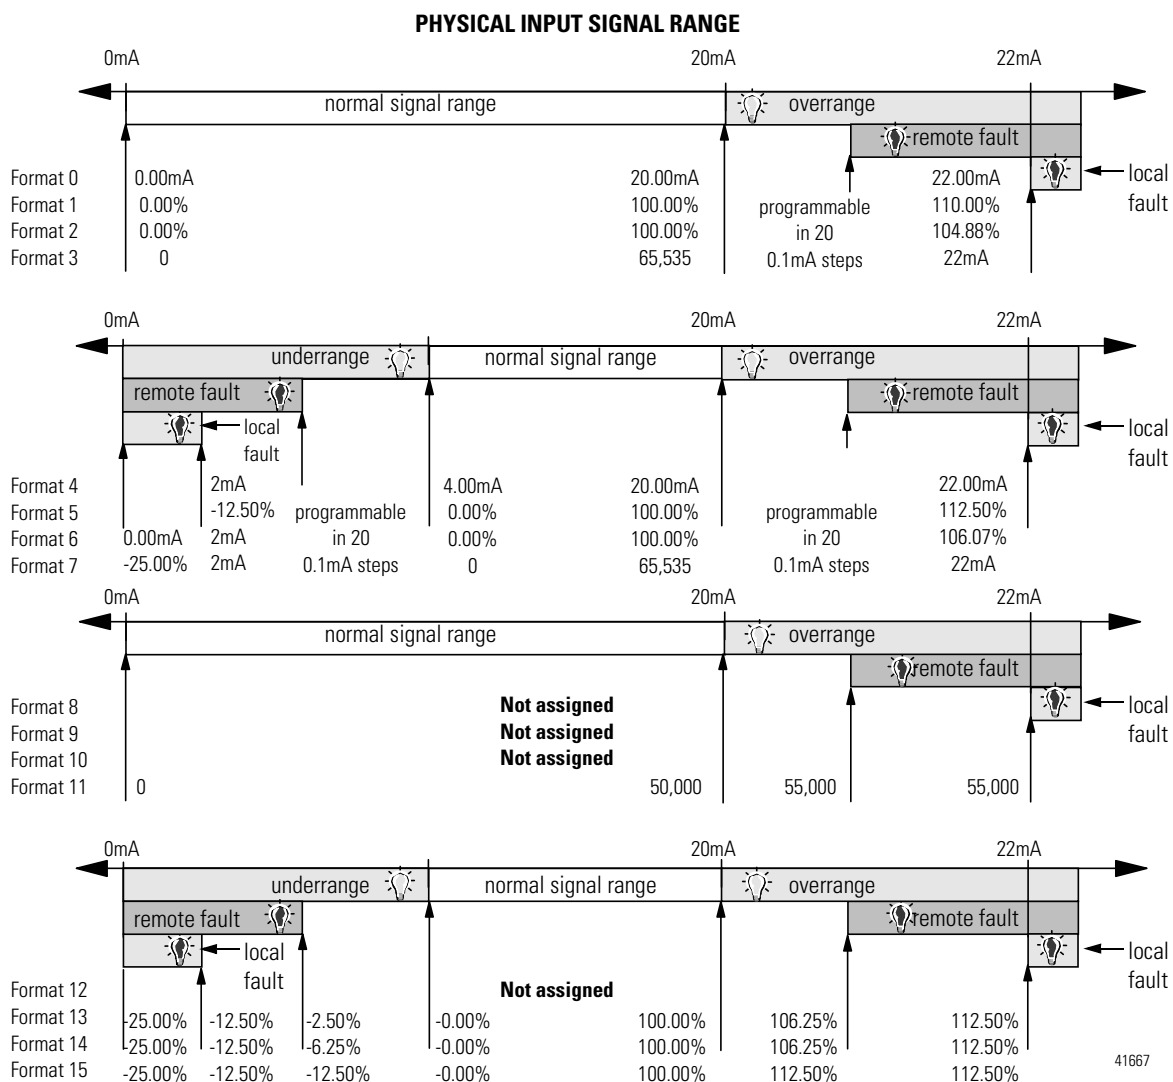 PHYSICAL INPUT SIGNAL RANGE
0mA 20mA 22mA
normal signal range overrange
remote fault
Format 0 0.00mA 20.00mA 22.00mA local
Format 1 0.00% 100.00% programmable 110.00% fault
Format 2 0.00% 100.00% in 20 104.88%
Format 3 0 65,535 0.1mA steps 22mA
0mA 20mA 22mA
underrange normal signal range overrange
remote fault remote fault
local local
fault fault
Format 4 2mA 4.00mA 20.00mA 22.00mA
Format 5 -12.50% programmable 0.00% 100.00% programmable 112.50%
Format 6 0.00mA 2mA in 20 0.00% 100.00% in 20 106.07%
Format 7 -25.00% 2mA 0.1mA steps 0 65,535 0.1mA steps 22mA
0mA 20mA 22mA
normal signal range overrange
remote fault
Format 8 Not assigned local
Format 9 Not assigned fault
Format 10 Not assigned
Format 11 0 50,000 55,000 55,000
0mA 20mA 22mA
underrange normal signal range overrange
remote fault remote fault
local local
fault fault
Format 12 Not assigned
Format 13 -25.00% -12.50% -2.50% -0.00% 100.00% 106.25% 112.50%
Format 14 -25.00% -12.50% -6.25% -0.00% 100.00% 106.25% 112.50%
Format 15 -25.00% -12.50% -12.50% -0.00% 100.00% 112.50% 112.50%
41667